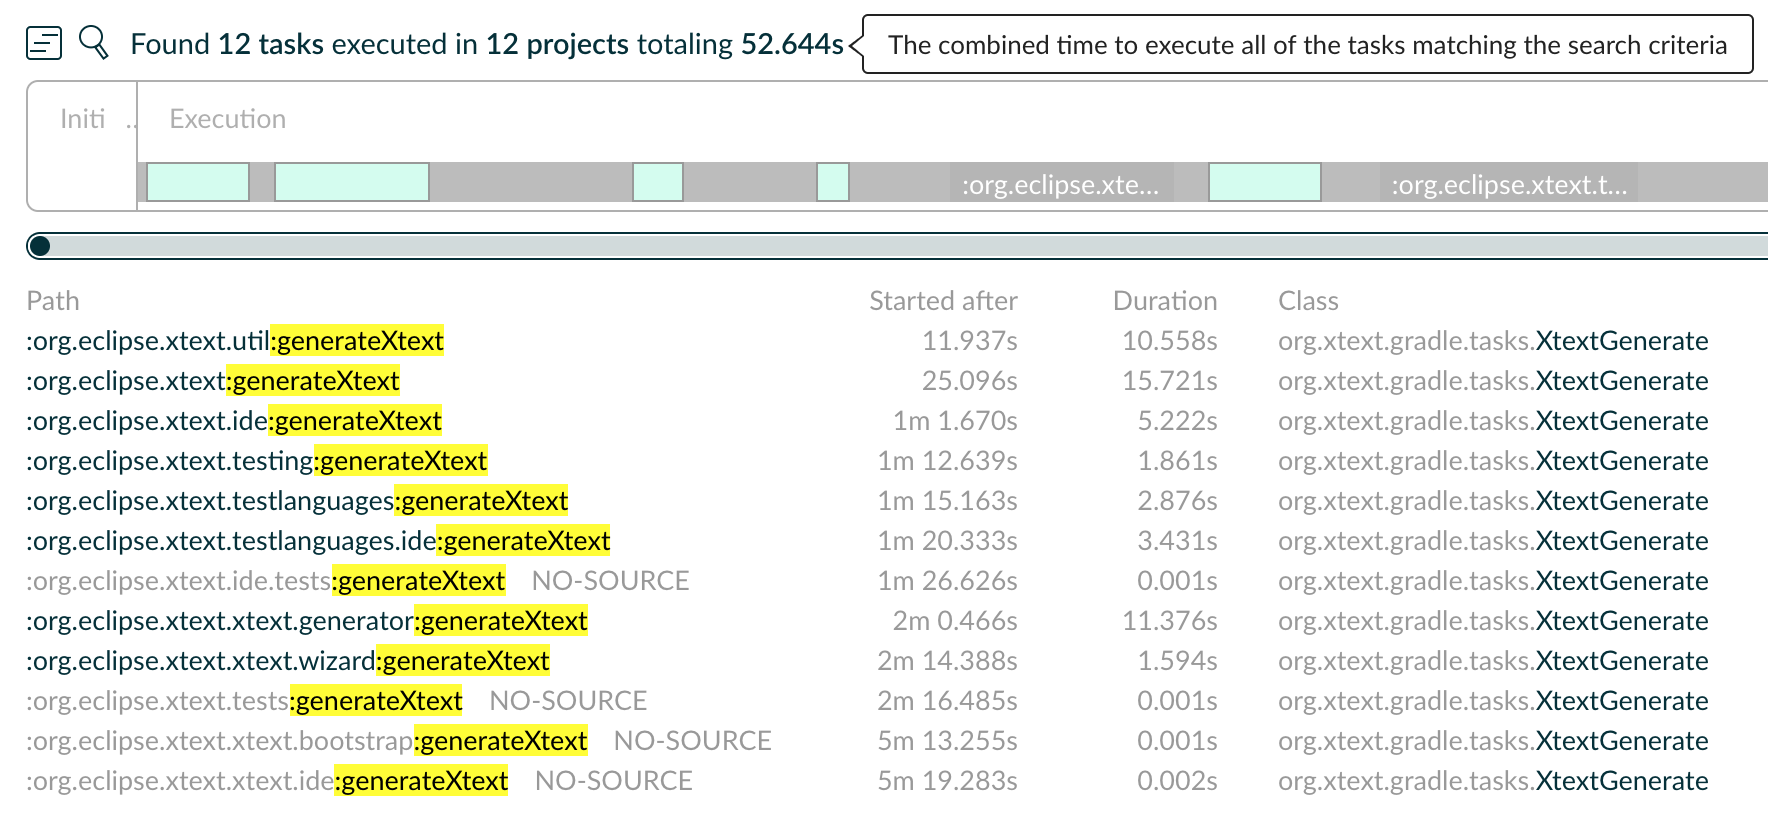 Found 12 tasks executed in 12 projects totaling 52.644s The combined time to execute all of the tasks matching the search criteria
Initi .. Execution
:org.eclipse.xte... :org.eclipse.xtext.t...
Path Started after Duration Class
:org.eclipse.xtext.util:generateXtext 11.937s 10.558s org.xtext.gradle.tasks.XtextGenerate
:org.eclipse.xtext:generateXtext 25.096s 15.721s org.xtext.gradle.tasks.XtextGenerate
:org.eclipse.xtext.ide:generateXtext 1m 1.670s 5.222s org.xtext.gradle.tasks.XtextGenerate
:org.eclipse.xtext.testing:generateXtext 1m 12.639s 1.861s org.xtext.gradle.tasks.XtextGenerate
:org.eclipse.xtext.testlanguages:generateXtext 1m 15.163s 2.876s org.xtext.gradle.tasks.XtextGenerate
:org.eclipse.xtext.testlanguages.ide:generateXtext 1m 20.333s 3.431s org.xtext.gradle.tasks.XtextGenerate
:org.eclipse.xtext.ide.tests:generateXtext NO-SOURCE 1m 26.626s 0.001s org.xtext.gradle.tasks.XtextGenerate
:org.eclipse.xtext.xtext.generator:generateXtext 2m 0.466s 11.376s org.xtext.gradle.tasks.XtextGenerate
:org.eclipse.xtext.xtext.wizard:generateXtext 2m 14.388s 1.594s org.xtext.gradle.tasks.XtextGenerate
:org.eclipse.xtext.tests:generateXtext NO-SOURCE 2m 16.485s 0.001s org.xtext.gradle.tasks.XtextGenerate
:org.eclipse.xtext.xtext.bootstrap:generateXtext NO-SOURCE 5m 13.255s 0.001s org.xtext.gradle.tasks.XtextGenerate
:org.eclipse.xtext.xtext.ide:generateXtext NO-SOURCE 5m 19.283s 0.002s org.xtext.gradle.tasks.XtextGenerate